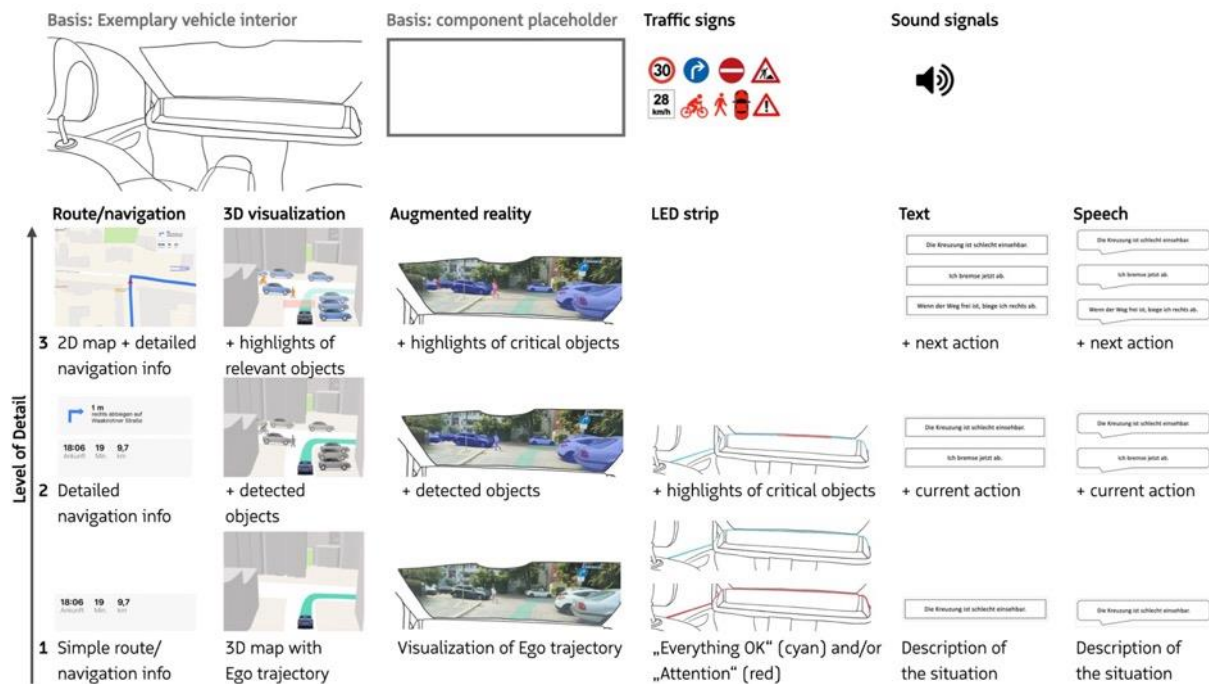 Basis: Exemplary vehicle interior
Basis: component placeholder
Traffic signs
Sound signals
30
28
km/h
Route/navigation
3D visualization
Augmented reality
LED strip
Text
Speech
Level of Detail
Die Kreuzung ist schlecht einsehbar.
Ich bremse jetzt ab.
Wenn der Weg frei ist, biege ich rechts ab.
Die Kreuzung ist schlecht einsehbar.
Ich bremse jetzt ab.
Wenn der Weg frei ist, biege ich rechts ab.
3 2D map + detailed
navigation info
+ highlights of
relevant objects
+ highlights of critical objects
+ next action
+ next action
1 m
rechts abbiegen auf
18:06 19 9,7
Ankunft Min. km
Die Kreuzung ist schlecht einsehbar.
Ich bremse jetzt ab.
Die Kreuzung ist schlecht einsehbar.
Ich bremse jetzt ab.
2 Detailed
navigation info
+ detected
objects
+ detected objects
+ highlights of critical objects
+ current action
+ current action
18:06 19 9,7
Ankunft Min. km
Die Kreuzung ist schlecht einsehbar.
Die Kreuzung ist schlecht einsehbar.
1 Simple route/
navigation info
3D map with
Ego trajectory
Visualization of Ego trajectory
„Everything OK“ (cyan) and/or
„Attention“ (red)
Description of
the situation
Description of
the situation